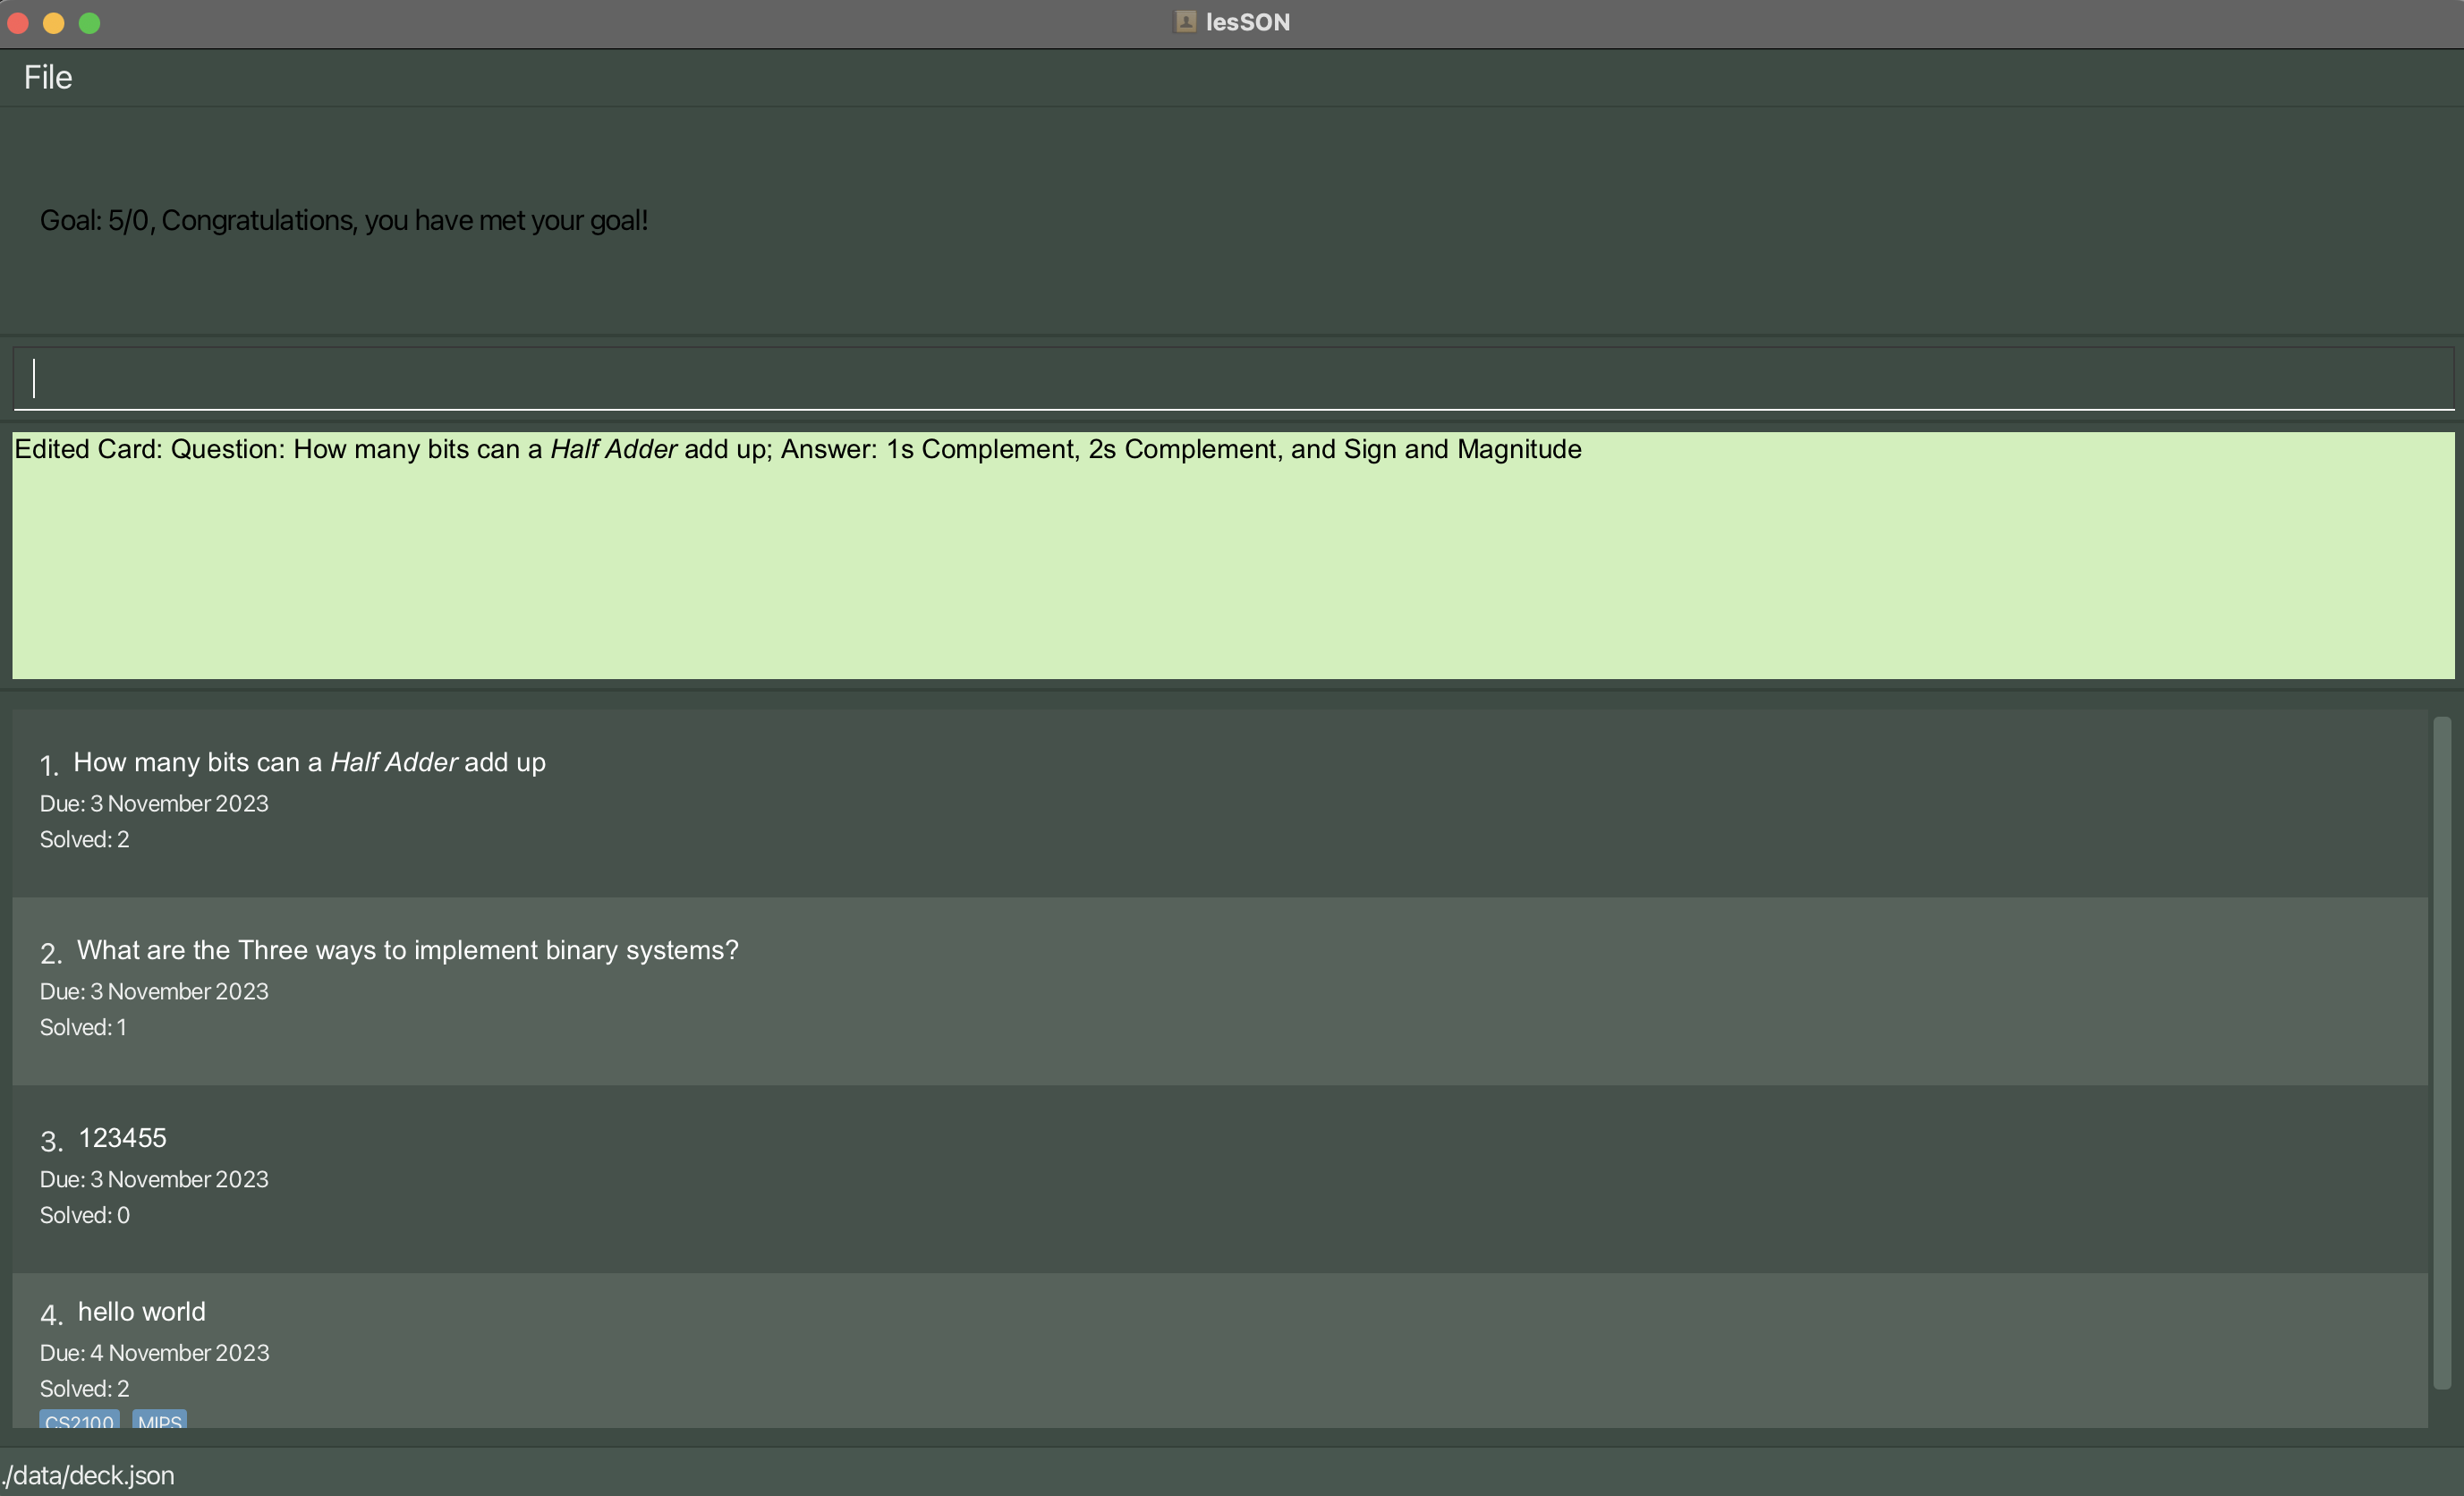 lesSON
File
Goal: 5/0, Congratulations, you have met your goal!
Edited Card: Question: How many bits can a Half Adder add up; Answer: 1s Complement, 2s Complement, and Sign and Magnitude
1. How many bits can a Half Adder add up
Due: 3 November 2023
Solved: 2
2. What are the Three ways to implement binary systems?
Due: 3 November 2023
Solved: 1
3. 123455
Due: 3 November 2023
Solved: 0
4. hello world
Due: 4 November 2023
Solved: 2
CS2100 MIPS
./data/deck.json